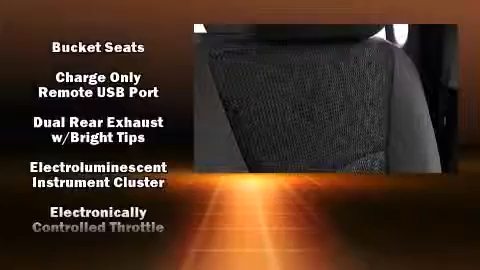 Bucket Seats
Charge Only
Remote USB Port
Dual Rear Exhaust
w/Bright Tips
Electroluminescent
Instrument Cluster
Electronically
Controlled Throttle